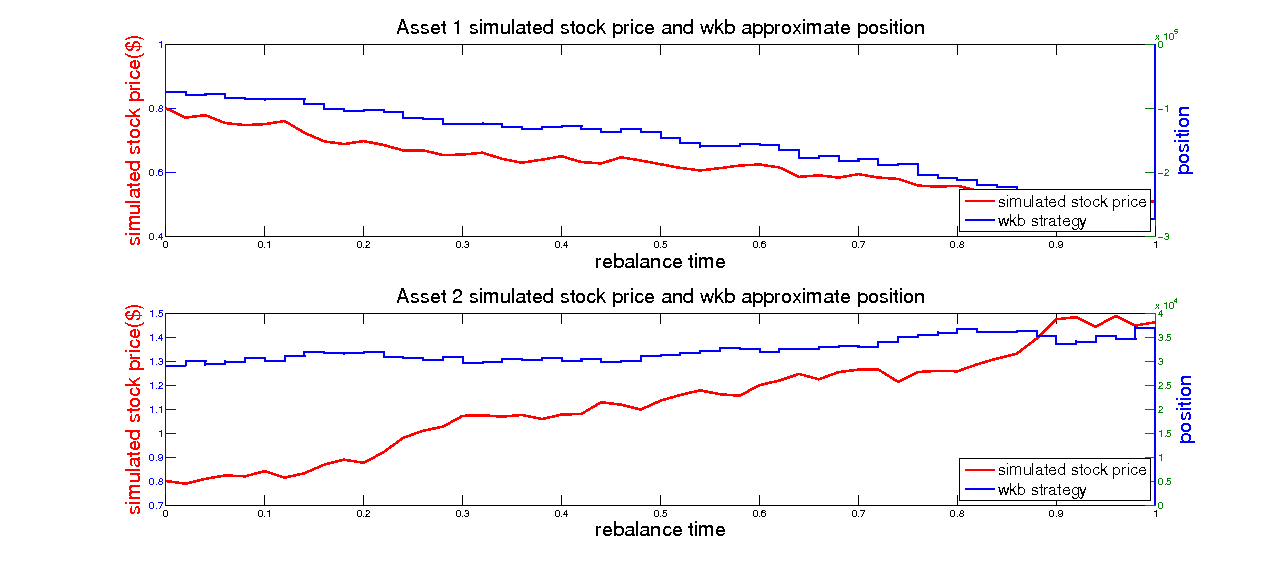 Asset 1 simulated stock price and wkb approximate position
simulated stock price($)
1
0.8
0.6
0.4
x 10^5
0
-1
-2
-3
position
simulated stock price
wkb strategy
0 0.1 0.2 0.3 0.4 0.5 0.6 0.7 0.8 0.9 1
rebalance time
Asset 2 simulated stock price and wkb approximate position
simulated stock price($)
1.5
1.4
1.3
1.2
1.1
1
0.9
0.8
0.7
x 10^4
4
3.5
3
2.5
2
1.5
1
0.5
0
position
simulated stock price
wkb strategy
0 0.1 0.2 0.3 0.4 0.5 0.6 0.7 0.8 0.9 1
rebalance time